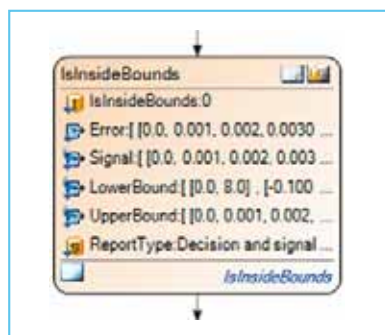 IsInsideBounds
IsInsideBounds:0
Error:[ [0.0, 0.001, 0.002, 0.0030 ...
Signal:[ [0.0, 0.001, 0.002, 0.003 ...
LowerBound:[ [0.0, 8.0] , [-0.100 ...
UpperBound:[ [0.0, 0.001, 0.002, ...
ReportType:Decision and signal ...
IsInsideBounds